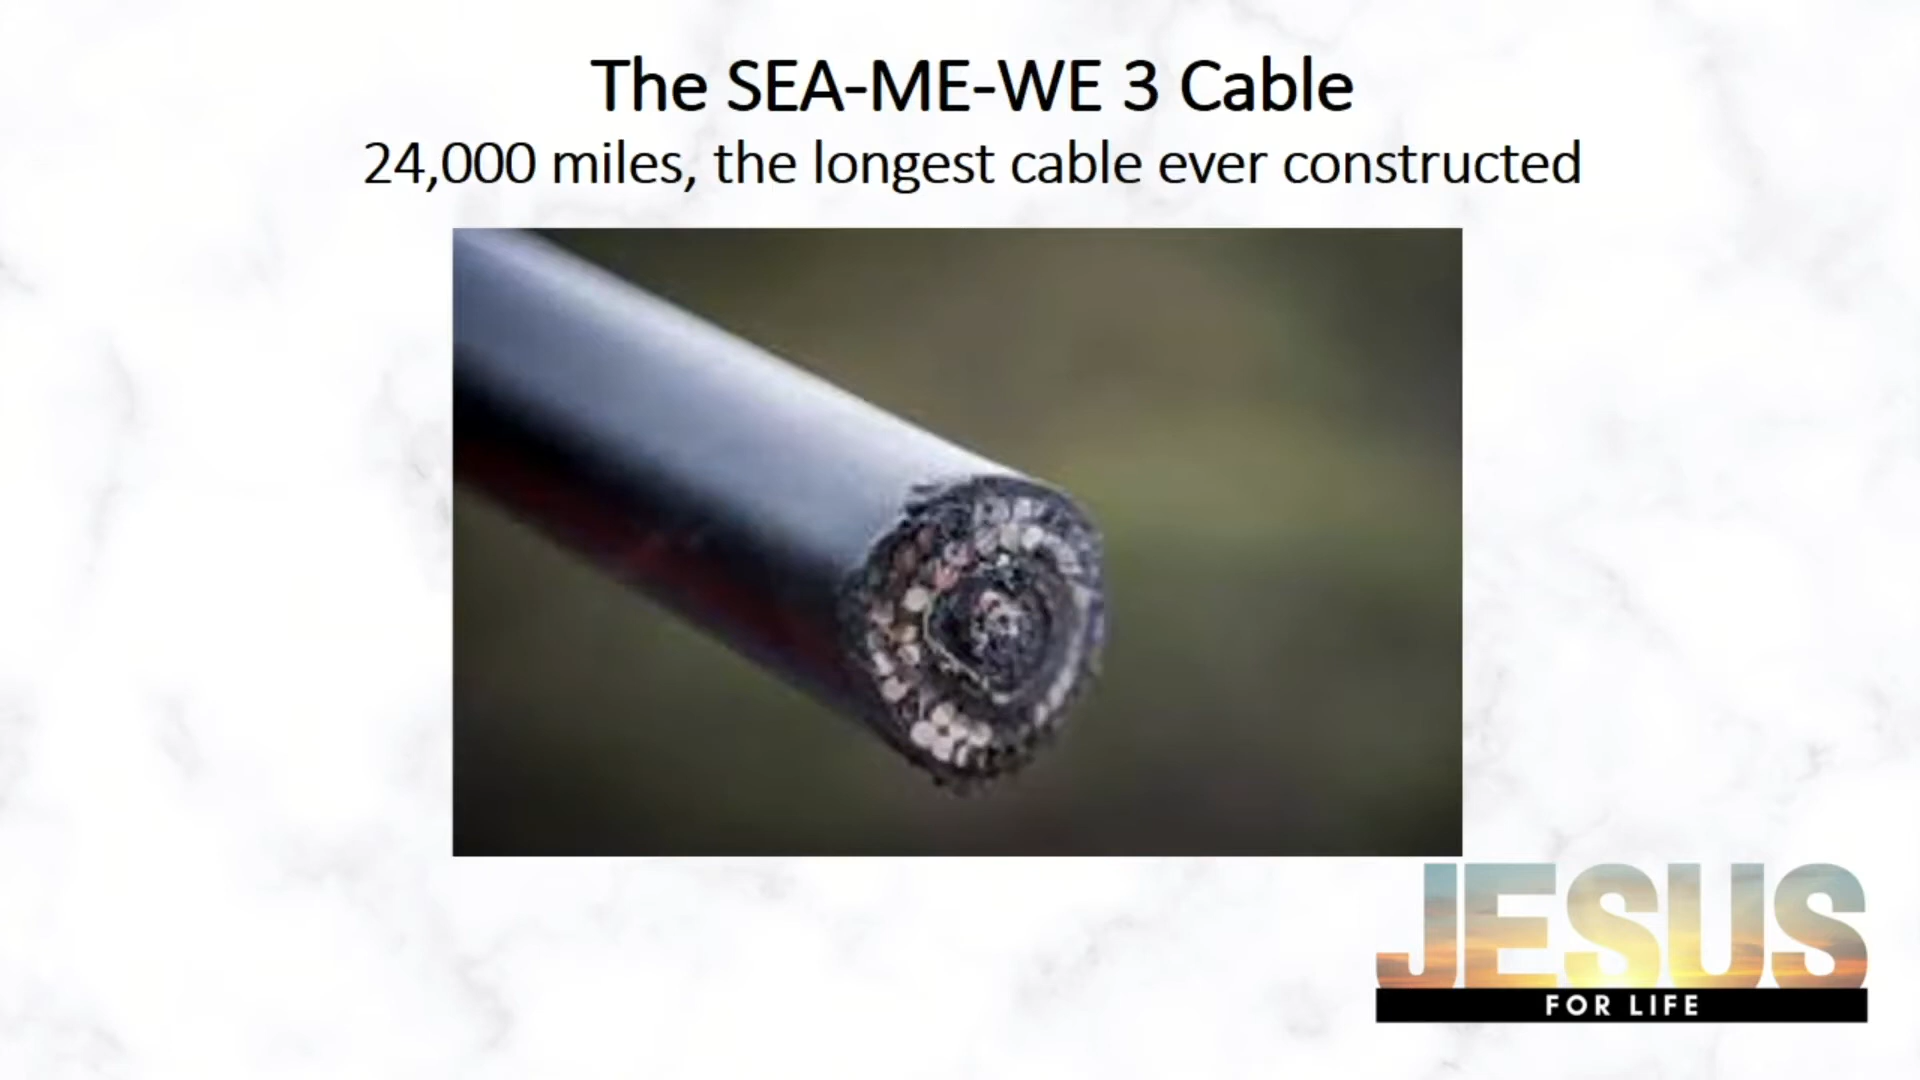 The SEA-ME-WE 3 Cable
24,000 miles, the longest cable ever constructed
JESUS
FOR LIFE